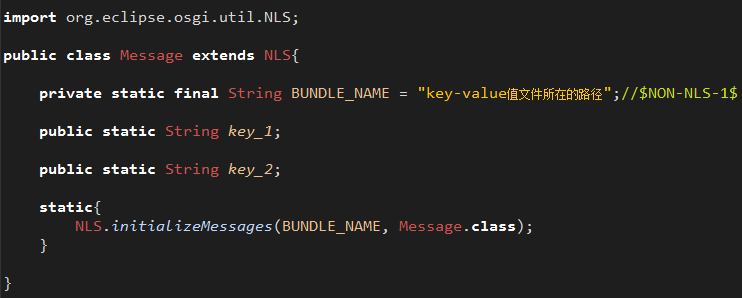 import org.eclipse.osgi.util.NLS;
public class Message extends NLS{
private static final String BUNDLE_NAME = "key-value值文件所在的路径";//$NON-NLS-1$
public static String key_1;
public static String key_2;
static{
NLS.initializeMessages(BUNDLE_NAME, Message.class);
}
}